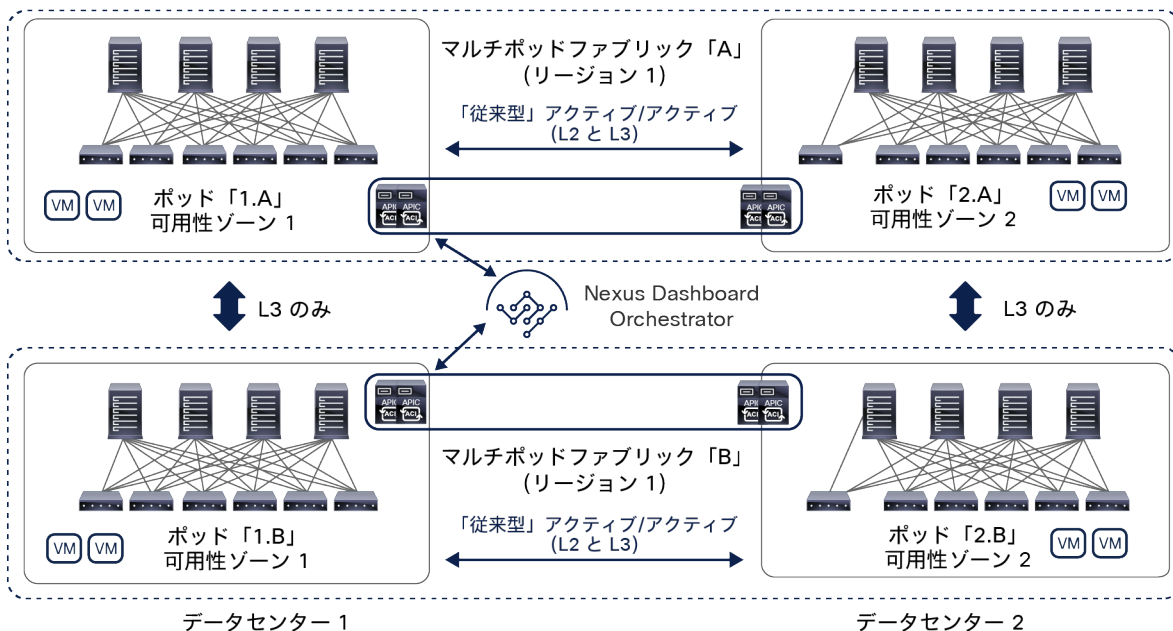 マルチポッドファブリック「A」
(リージョン 1)
「従来型」アクティブ/アクティブ
(L2 と L3)
VM VM
ポッド「1.A」
可用性ゾーン 1
APIC APIC
ACI ACI
APIC APIC
ACI ACI
ポッド「2.A」
可用性ゾーン 2
VM VM
L3 のみ
Nexus Dashboard
Orchestrator
L3 のみ
APIC APIC
ACI ACI
APIC APIC
ACI ACI
マルチポッドファブリック「B」
(リージョン 1)
「従来型」アクティブ/アクティブ
(L2 と L3)
VM VM
ポッド「1.B」
可用性ゾーン 1
ポッド「2.B」
可用性ゾーン 2
VM VM
データセンター 1
データセンター 2